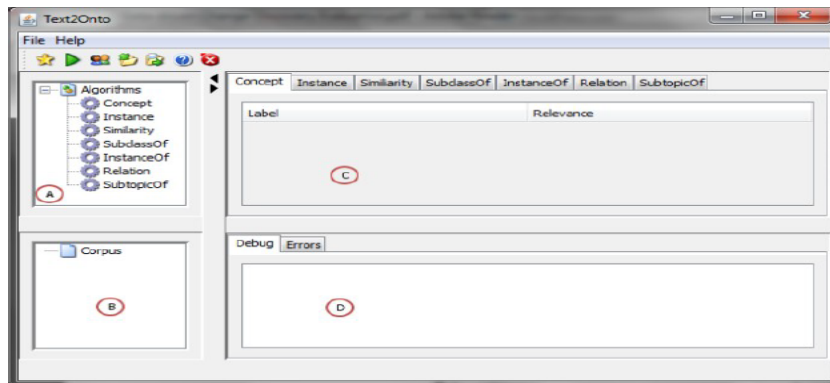 Text2Onto
File Help
Algorithms
Concept
Instance
Similarity
SubclassOf
InstanceOf
Relation
SubtopicOf
A
Concept Instance Similarity SubclassOf InstanceOf Relation SubtopicOf
Label Relevance
C
Corpus
B
Debug Errors
D